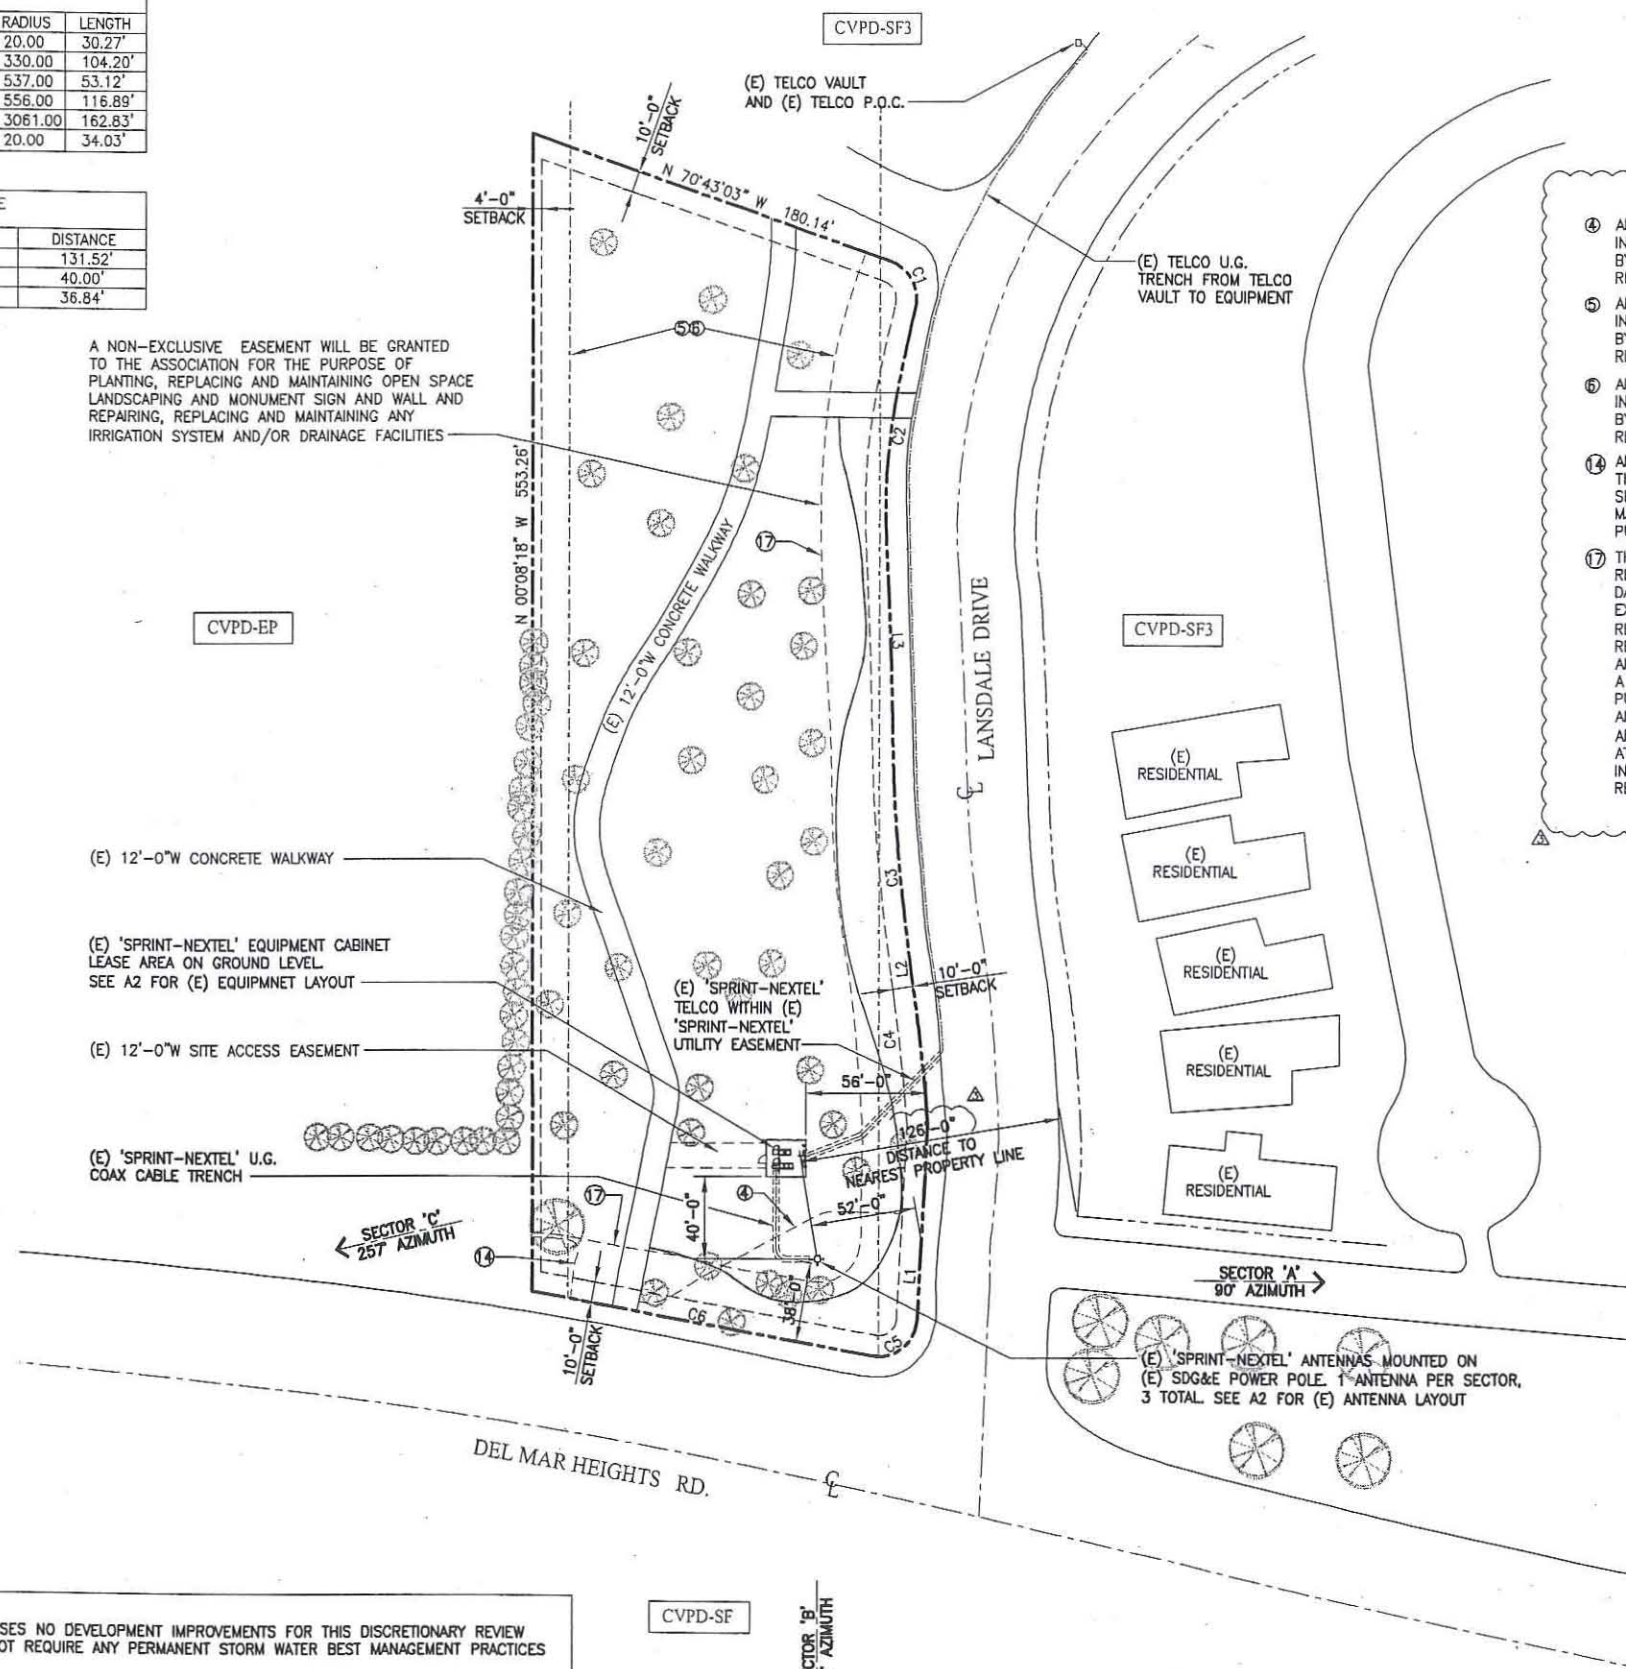 RADIUS LENGTH
20.00 30.27'
330.00 104.20'
537.00 53.12'
556.00 116.89'
3061.00 162.83'
20.00 34.03'
E
DISTANCE
131.52'
40.00'
36.84'
CVPD-SF3
(E) TELCO VAULT
AND (E) TELCO P.O.C.
10'-0"
SETBACK
4'-0"
SETBACK
N 70°43'03" W 180.14'
C1
(E) TELCO U.G.
TRENCH FROM TELCO
VAULT TO EQUIPMENT
5 6
A NON-EXCLUSIVE EASEMENT WILL BE GRANTED
TO THE ASSOCIATION FOR THE PURPOSE OF
PLANTING, REPLACING AND MAINTAINING OPEN SPACE
LANDSCAPING AND MONUMENT SIGN AND WALL AND
REPAIRING, REPLACING AND MAINTAINING ANY
IRRIGATION SYSTEM AND/OR DRAINAGE FACILITIES
C2
N 00°08'18" W 553.26'
17
(E) 12'-0"W CONCRETE WALKWAY
L3
LANSDALE DRIVE
CL
CVPD-EP
CVPD-SF3
4
5
6
14
17
3
(E)
RESIDENTIAL
(E)
RESIDENTIAL
(E)
RESIDENTIAL
(E)
RESIDENTIAL
(E)
RESIDENTIAL
(E) 12'-0"W CONCRETE WALKWAY
C3
(E) 'SPRINT-NEXTEL' EQUIPMENT CABINET
LEASE AREA ON GROUND LEVEL.
SEE A2 FOR (E) EQUIPMNET LAYOUT
(E) 'SPRINT-NEXTEL'
TELCO WITHIN (E)
'SPRINT-NEXTEL'
UTILITY EASEMENT
L2
10'-0"
SETBACK
C4
(E) 12'-0"W SITE ACCESS EASEMENT
56'-0"
3
126'-0"
DISTANCE TO
NEAREST PROPERTY LINE
(E) 'SPRINT-NEXTEL' U.G.
COAX CABLE TRENCH
17
4
40'-0"
52'-0"
SECTOR 'C'
257° AZIMUTH
14
38'-0"
L1
SECTOR 'A'
90° AZIMUTH
C6
C5
10'-0"
SETBACK
(E) 'SPRINT-NEXTEL' ANTENNAS MOUNTED ON
(E) SDG&E POWER POLE. 1 ANTENNA PER SECTOR,
3 TOTAL. SEE A2 FOR (E) ANTENNA LAYOUT
DEL MAR HEIGHTS RD.
CL
CVPD-SF
CTOR 'B'
AZIMUTH
SES NO DEVELOPMENT IMPROVEMENTS FOR THIS DISCRETIONARY REVIEW
OT REQUIRE ANY PERMANENT STORM WATER BEST MANAGEMENT PRACTICES